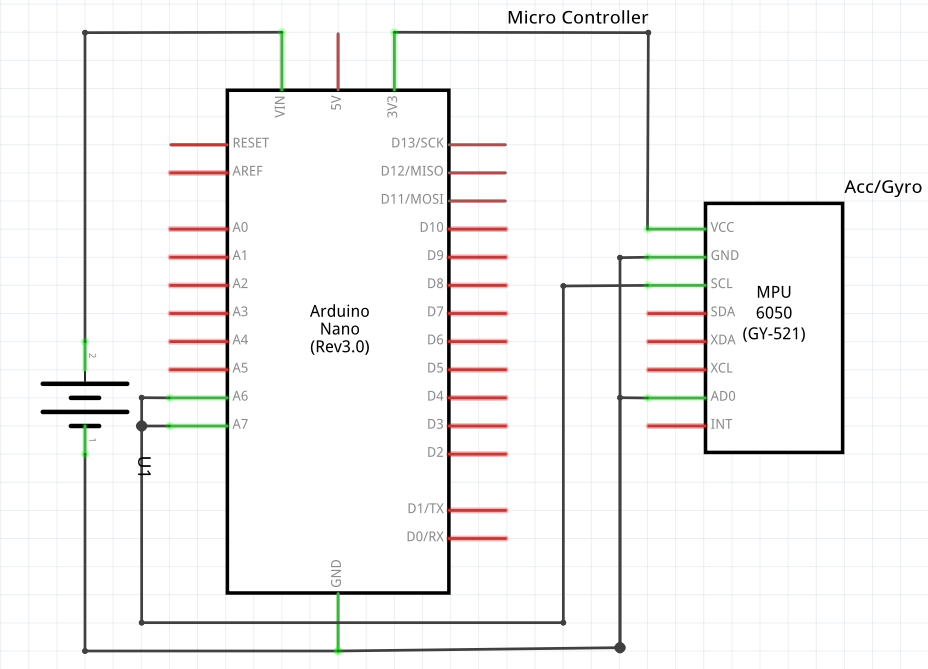 Micro Controller
VIN
5V
3V3
RESET
AREF
A0
A1
A2
A3
A4
A5
A6
A7
D13/SCK
D12/MISO
D11/MOSI
D10
D9
D8
D7
D6
D5
D4
D3
D2
D1/TX
D0/RX
GND
Arduino
Nano
(Rev3.0)
2
1
U1
Acc/Gyro
VCC
GND
SCL
SDA
XDA
XCL
AD0
INT
MPU
6050
(GY-521)